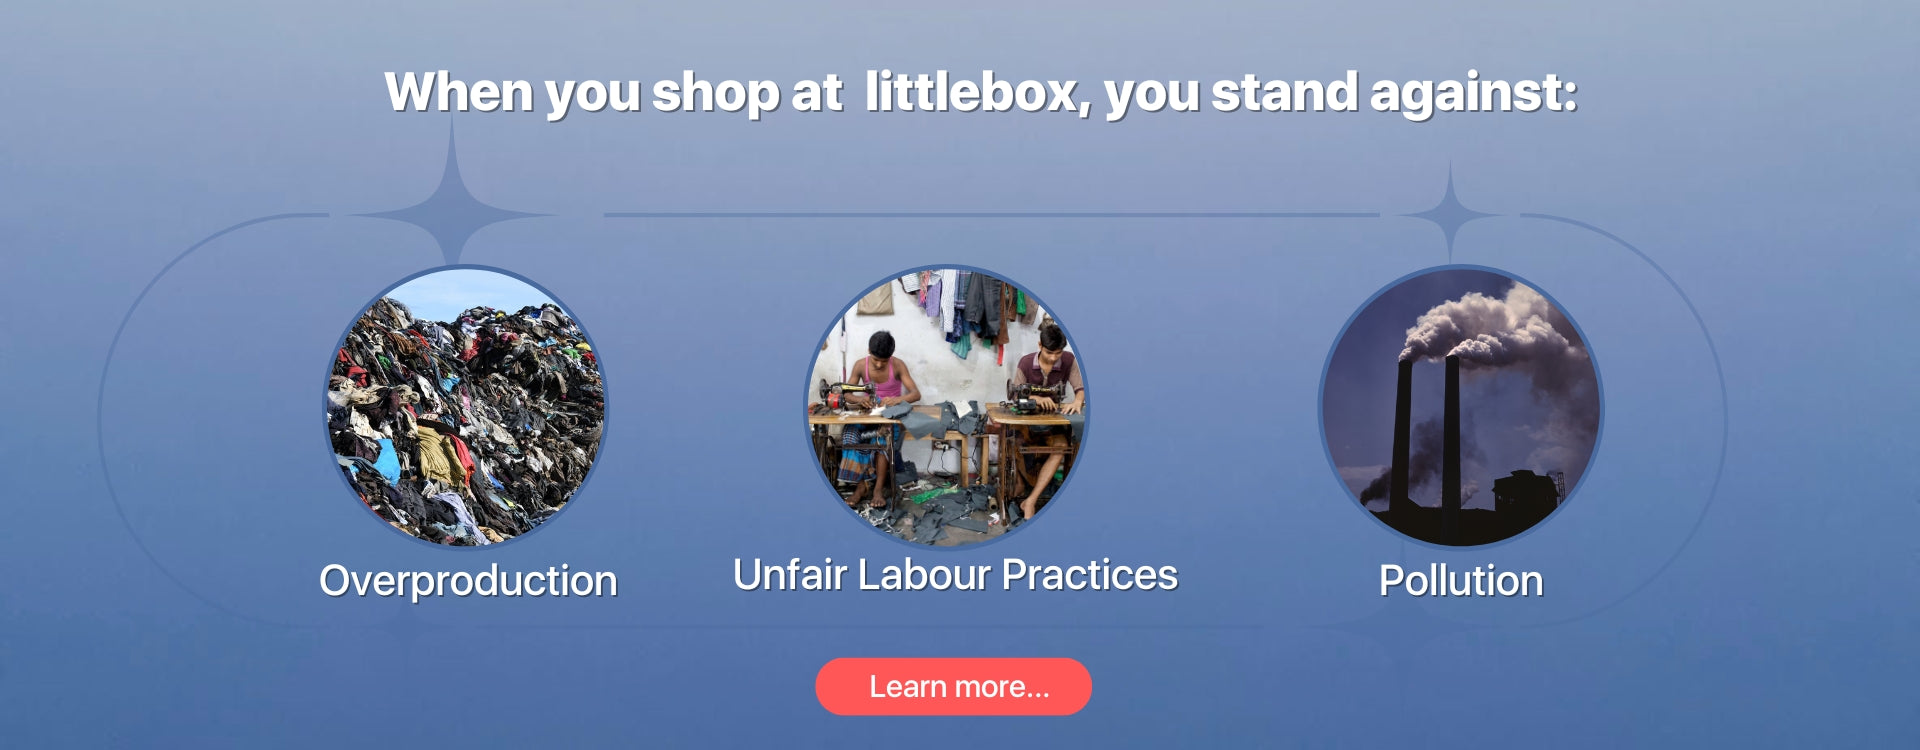 When you shop at littlebox, you stand against:
Overproduction
Unfair Labour Practices
Pollution
Learn more...